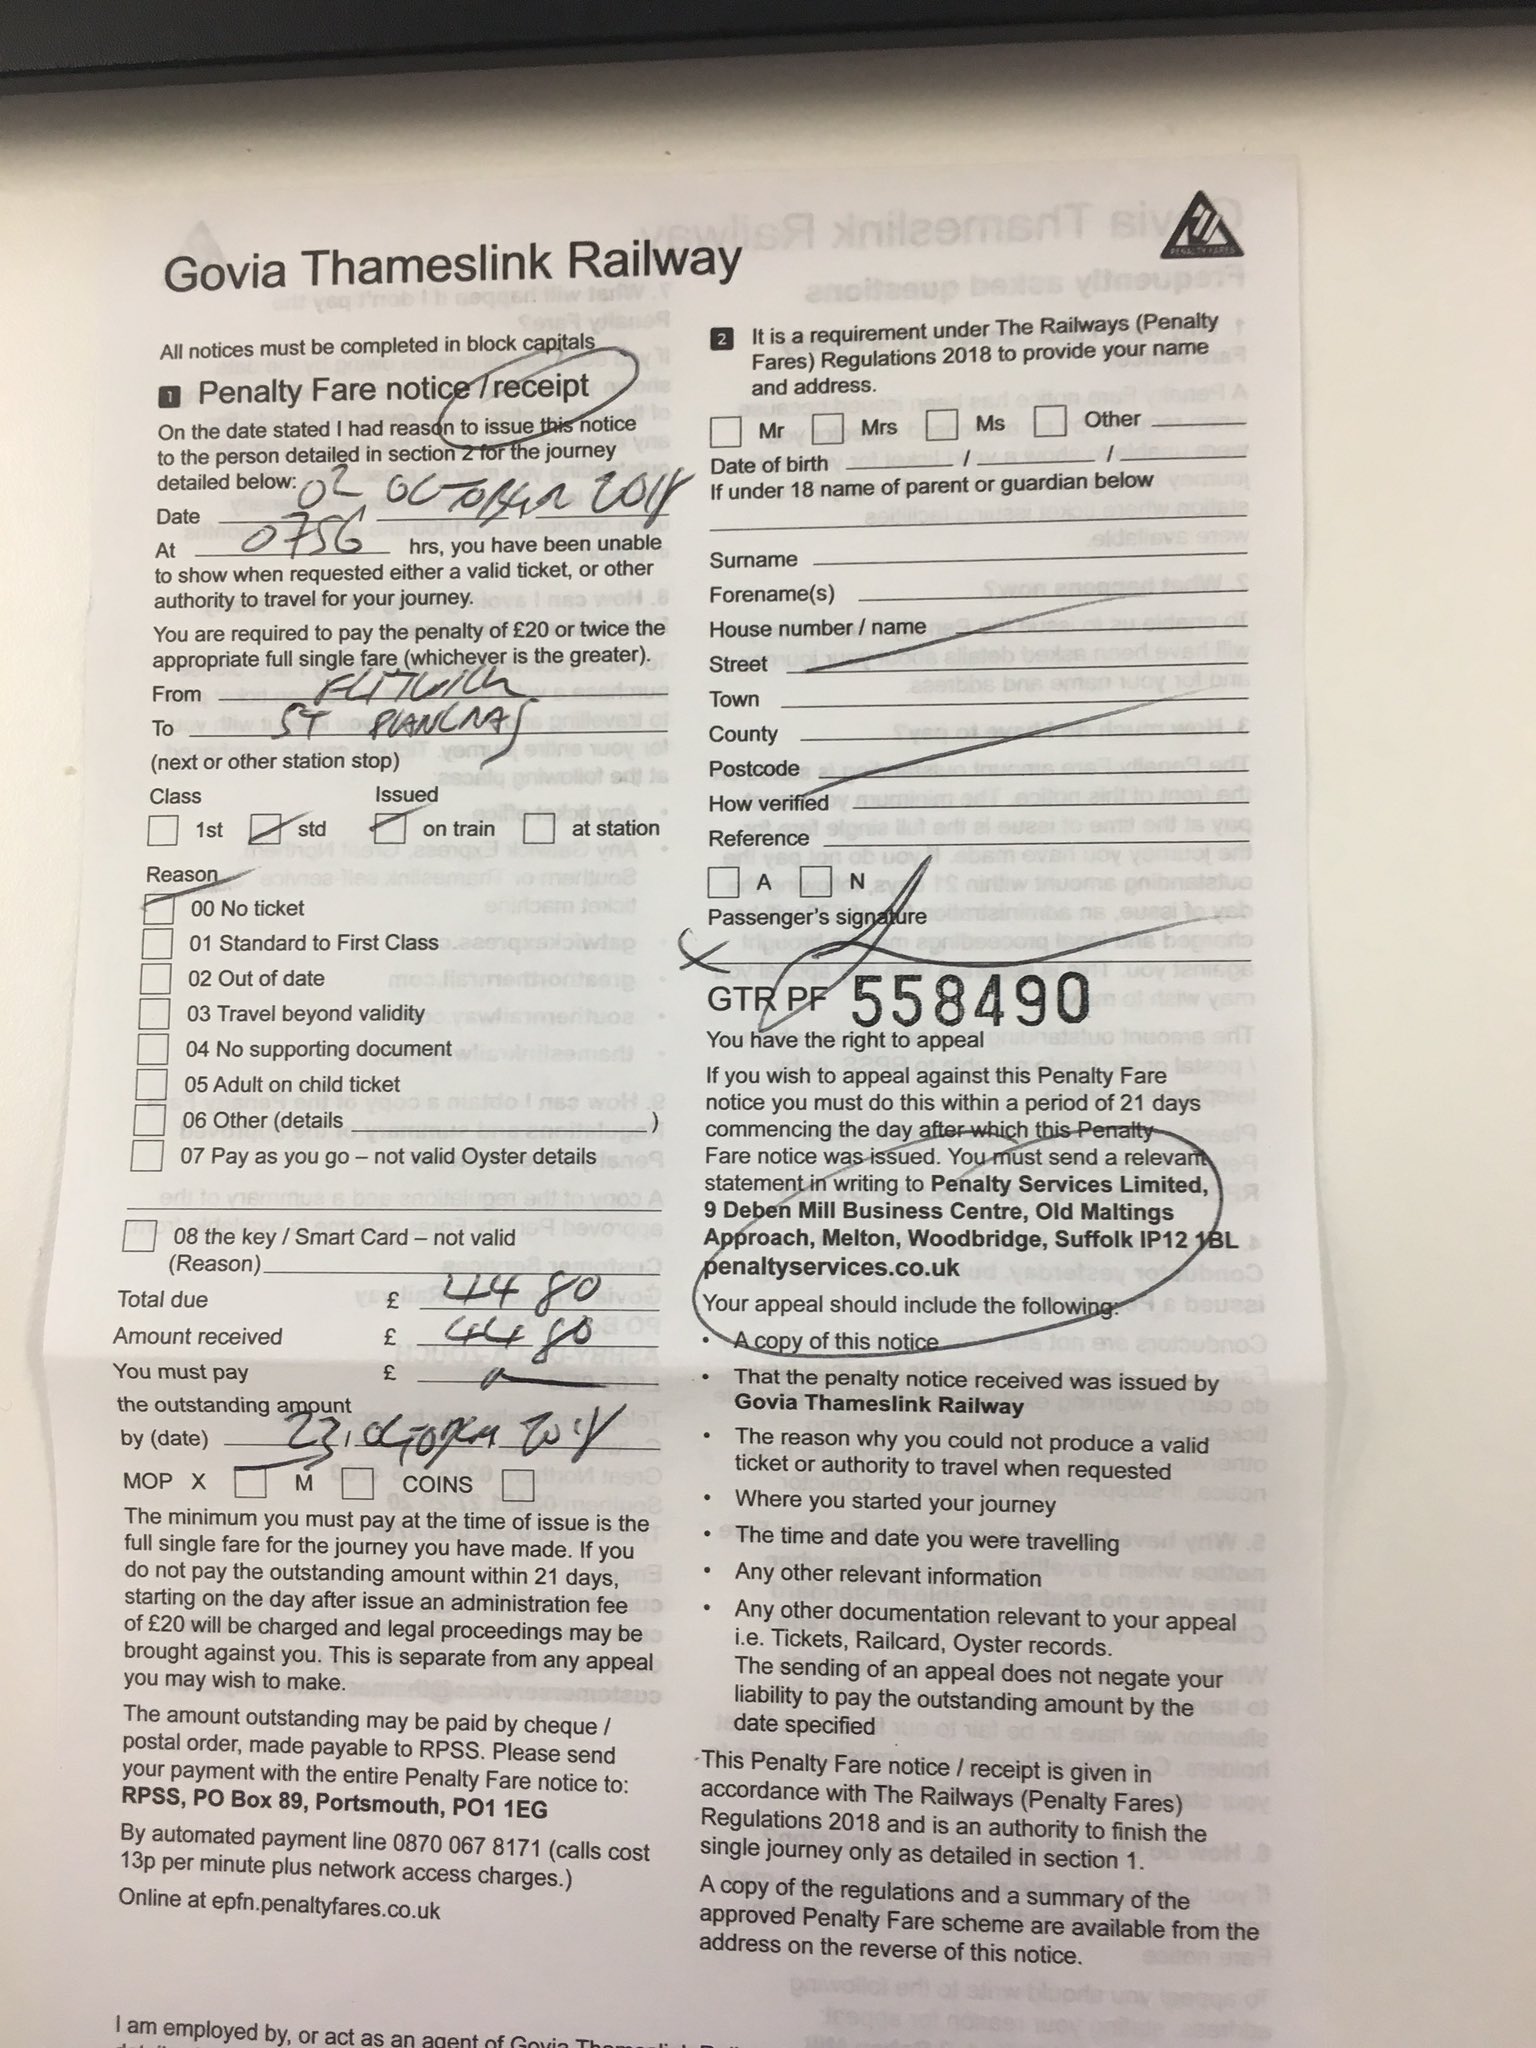 Govia Thameslink Railway
PENALTY FARES
All notices must be completed in block capitals
1 Penalty Fare notice / receipt
On the date stated I had reason to issue this notice
to the person detailed in section 2 for the journey
detailed below:
Date 02 OCTOBER 2018
At 0756 hrs, you have been unable
to show when requested either a valid ticket, or other
authority to travel for your journey.
You are required to pay the penalty of £20 or twice the
appropriate full single fare (whichever is the greater).
From FLITWICK
To ST PANCRAS
(next or other station stop)
Class Issued
1st std on train at station
Reason
00 No ticket
01 Standard to First Class
02 Out of date
03 Travel beyond validity
04 No supporting document
05 Adult on child ticket
06 Other (details )
07 Pay as you go – not valid Oyster details
08 the key / Smart Card – not valid
(Reason)
Total due £ 44 80
Amount received £ 44 80
You must pay £
the outstanding amount
by (date) 23 / OCTOBER 2018
MOP X M COINS
The minimum you must pay at the time of issue is the
full single fare for the journey you have made. If you
do not pay the outstanding amount within 21 days,
starting on the day after issue an administration fee
of £20 will be charged and legal proceedings may be
brought against you. This is separate from any appeal
you may wish to make.
The amount outstanding may be paid by cheque /
postal order, made payable to RPSS. Please send
your payment with the entire Penalty Fare notice to:
RPSS, PO Box 89, Portsmouth, PO1 1EG
By automated payment line 0870 067 8171 (calls cost
13p per minute plus network access charges.)
Online at epfn.penaltyfares.co.uk
I am employed by, or act as an agent of Govia Thameslink
2 It is a requirement under The Railways (Penalty
Fares) Regulations 2018 to provide your name
and address.
Mr Mrs Ms Other
Date of birth / /
If under 18 name of parent or guardian below
Surname
Forename(s)
House number / name
Street
Town
County
Postcode
How verified
Reference
A N
Passenger's signature
X
GTR PF 558490
You have the right to appeal
If you wish to appeal against this Penalty Fare
notice you must do this within a period of 21 days
commencing the day after which this Penalty
Fare notice was issued. You must send a relevant
statement in writing to Penalty Services Limited,
9 Deben Mill Business Centre, Old Maltings
Approach, Melton, Woodbridge, Suffolk IP12 1BL
penaltyservices.co.uk
Your appeal should include the following:
• A copy of this notice
• That the penalty notice received was issued by
Govia Thameslink Railway
• The reason why you could not produce a valid
ticket or authority to travel when requested
• Where you started your journey
• The time and date you were travelling
• Any other relevant information
• Any other documentation relevant to your appeal
i.e. Tickets, Railcard, Oyster records.
The sending of an appeal does not negate your
liability to pay the outstanding amount by the
date specified
This Penalty Fare notice / receipt is given in
accordance with The Railways (Penalty Fares)
Regulations 2018 and is an authority to finish the
single journey only as detailed in section 1.
A copy of the regulations and a summary of the
approved Penalty Fare scheme are available from the
address on the reverse of this notice.